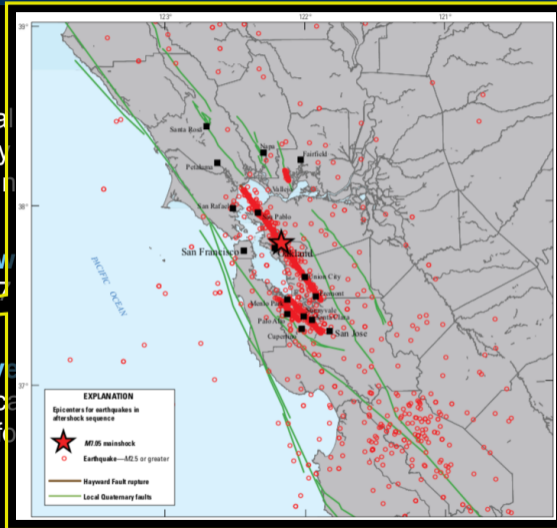 123°
122°
121°
39°
Santa Rosa
Napa
Fairfield
Petaluma
Vallejo
38°
San Rafael
San Pablo
San Francisco
Oakland
Union City
Fremont
Menlo Park
Sunnyvale
Santa Clara
Palo Alto
San Jose
Cupertino
PACIFIC OCEAN
37°
EXPLANATION
Epicenters for earthquakes in
aftershock sequence
M7.05 mainshock
Earthquake—M2.5 or greater
Hayward Fault rupture
Local Quaternary faults